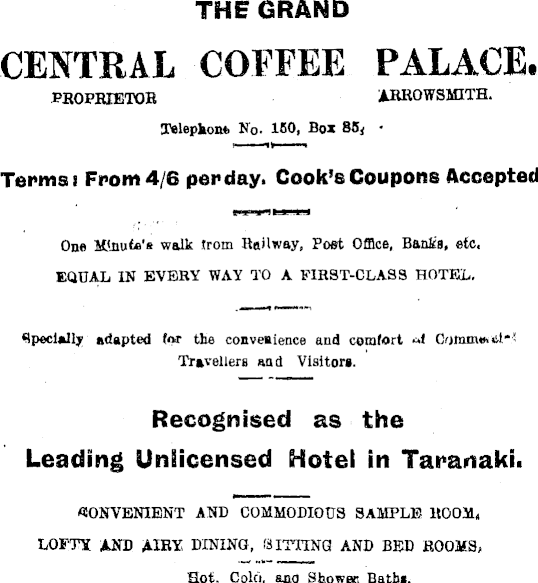 THE GRAND
CENTRAL COFFEE PALACE.
PROPRIETOR ARROWSMITH.
Telephone No. 150, Box 85,
Terms: From 4/6 per day. Cook's Coupons Accepted
One Minute's walk from Railway, Post Office, Banks, etc.
EQUAL IN EVERY WAY TO A FIRST-CLASS HOTEL.
Specially adapted for the convenience and comfort of Commercial
Travellers and Visitors.
Recognised as the
Leading Unlicensed Hotel in Taranaki.
CONVENIENT AND COMMODIOUS SAMPLE ROOM,
LOFTY AND AIRY DINING, SITTING AND BED ROOMS,
Hot, Cold, and Shower Baths.